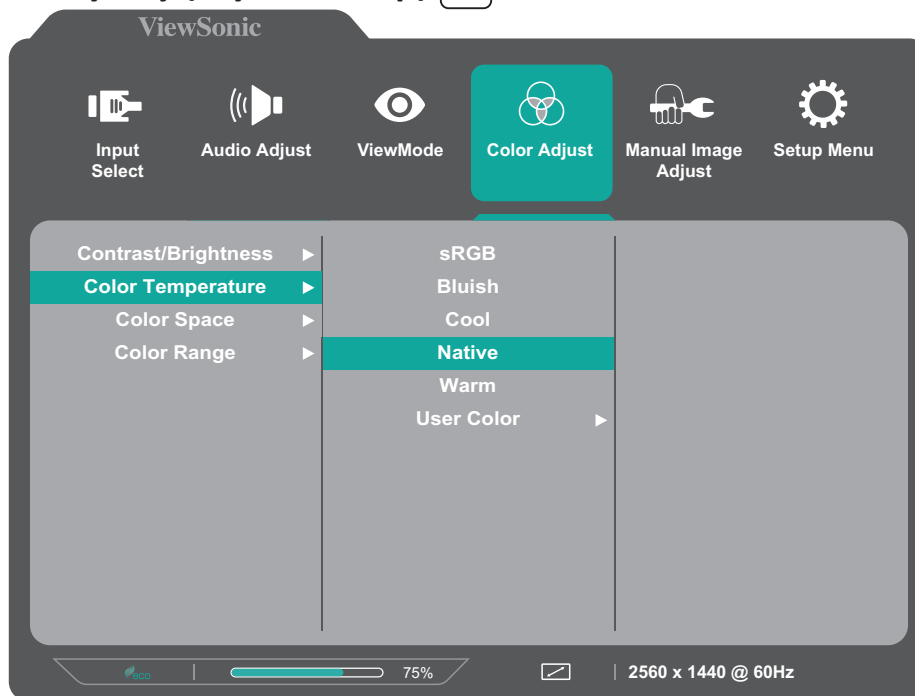 ViewSonic
Input Select
Audio Adjust
ViewMode
Color Adjust
Manual Image Adjust
Setup Menu
Contrast/Brightness ▶
Color Temperature ▶
Color Space ▶
Color Range ▶
sRGB
Bluish
Cool
Native
Warm
User Color ▶
eco
75%
2560 x 1440 @ 60Hz